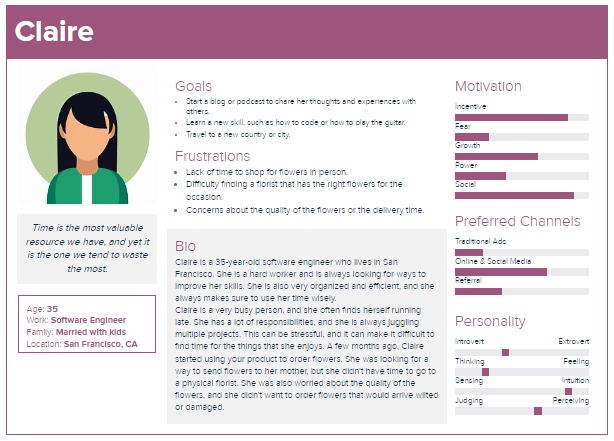 Claire
Time is the most valuable
resource we have, and yet it
is the one we tend to waste
the most.
Age: 35
Work: Software Engineer
Family: Married with kids
Location: San Francisco, CA
Goals
• Start a blog or podcast to share her thoughts and experiences with
others.
• Learn a new skill, such as how to code or how to play the guitar.
• Travel to a new country or city.
Frustrations
• Lack of time to shop for flowers in person.
• Difficulty finding a florist that has the right flowers for the
occasion.
• Concerns about the quality of the flowers or the delivery time.
Bio
Claire is a 35-year-old software engineer who lives in San
Francisco. She is a hard worker and is always looking for ways to
improve her skills. She is also very organized and efficient, and she
always makes sure to use her time wisely.
Claire is a very busy person, and she often finds herself running
late. She has a lot of responsibilities, and she is always juggling
multiple projects. This can be stressful, and it can make it difficult to
find time for the things that she enjoys. A few months ago, Claire
started using your product to order flowers. She was looking for a
way to send flowers to her mother, but she didn't have time to go to
a physical florist. She was also worried about the quality of the
flowers, and she didn't want to order flowers that would arrive wilted
or damaged.
Motivation
Incentive
Fear
Growth
Power
Social
Preferred Channels
Traditional Ads
Online & Social Media
Referral
Personality
Introvert Extrovert
Thinking Feeling
Sensing Intuition
Judging Perceiving